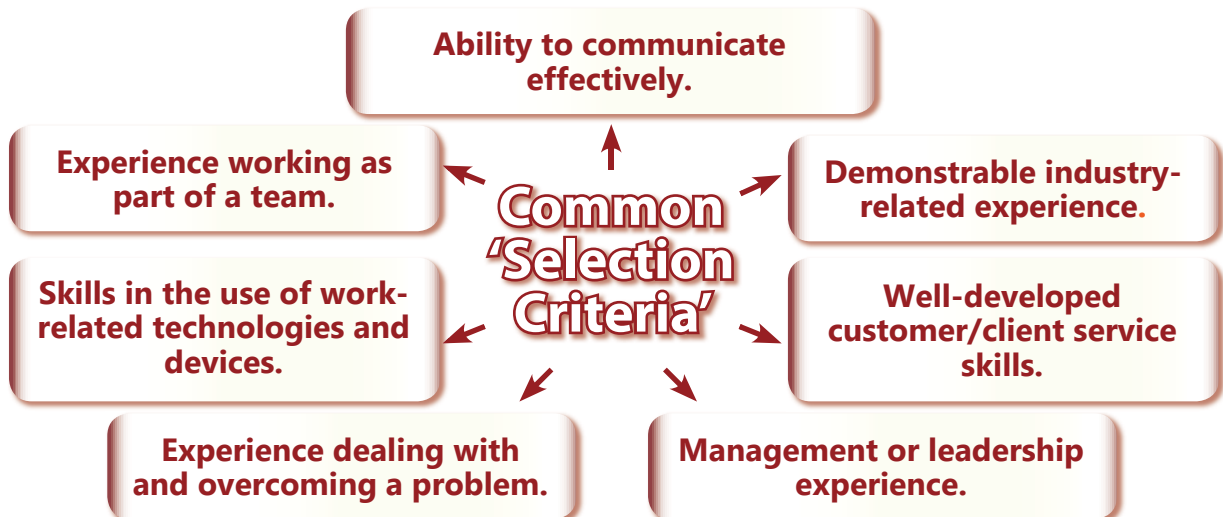 Ability to communicate
effectively.
Experience working as
part of a team.
Demonstrable industry-
related experience.
Common
‘Selection
Criteria’
Skills in the use of work-
related technologies and
devices.
Well-developed
customer/client service
skills.
Experience dealing with
and overcoming a problem.
Management or leadership
experience.